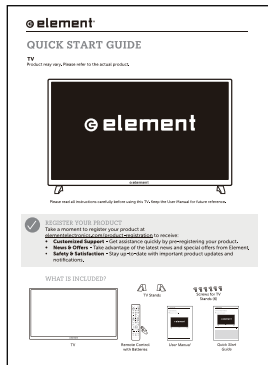 element
QUICK START GUIDE
TV
Product may vary. Please refer to the actual product.
element
element
Please read all instructions carefully before using this TV. Keep the User Manual for future reference.
REGISTER YOUR PRODUCT
Take a moment to register your product at
elementelectronics.com/product-registration to receive:
• Customized Support - Get assistance quickly by pre-registering your product.
• News & Offers - Take advantage of the latest news and special offers from Element.
• Safety & Satisfaction - Stay up-to-date with important product updates and
notifications.
WHAT IS INCLUDED?
TV
TV Stands
Screws for TV
Stands (6)
Remote Control
with Batteries
User Manual
Quick Start
Guide